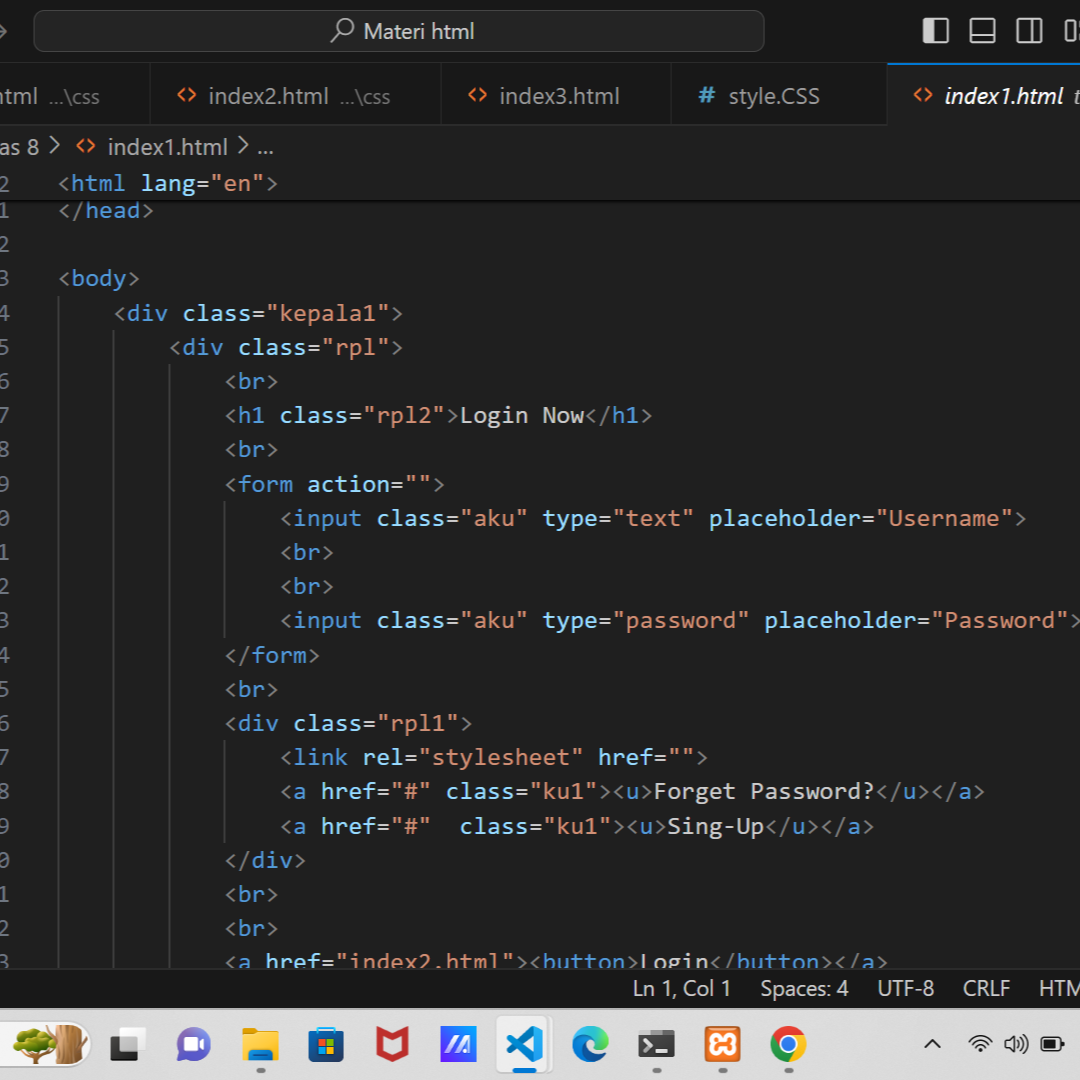 Materi html
html ...\css
index2.html ...\css
index3.html
# style.CSS
index1.html
as 8 > index1.html > ...
2 <html lang="en">
1 </head>
2
3 <body>
4 <div class="kepala1">
5 <div class="rpl">
6 <br>
7 <h1 class="rpl2">Login Now</h1>
8 <br>
9 <form action="">
0 <input class="aku" type="text" placeholder="Username">
1 <br>
2 <br>
3 <input class="aku" type="password" placeholder="Password">
4 </form>
5 <br>
6 <div class="rpl1">
7 <link rel="stylesheet" href="">
8 <a href="#" class="ku1"><u>Forget Password?</u></a>
9 <a href="#"  class="ku1"><u>Sing-Up</u></a>
0 </div>
1 <br>
2 <br>
3 <a href="index2.html"><button>Login</button></a>
Ln 1, Col 1 Spaces: 4 UTF-8 CRLF HTM